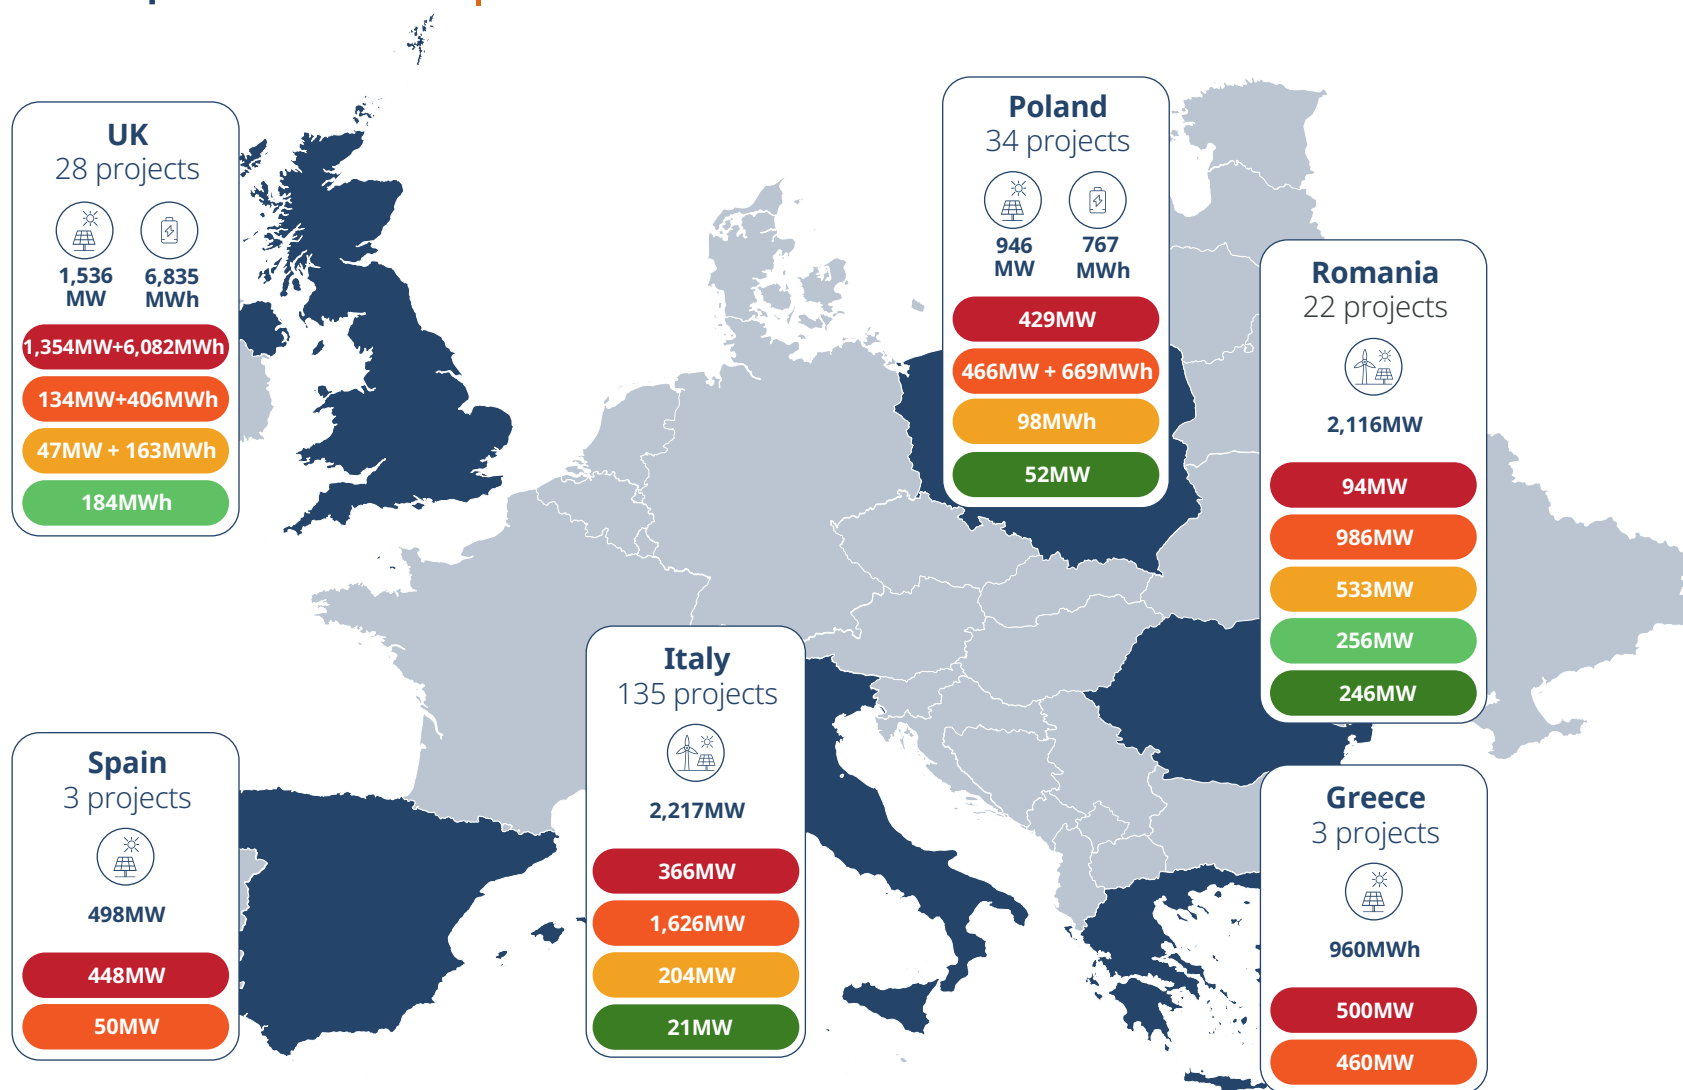 UK
28 projects
1,536
MW
6,835
MWh
1,354MW+6,082MWh
134MW+406MWh
47MW + 163MWh
184MWh
Poland
34 projects
946
MW
767
MWh
429MW
466MW + 669MWh
98MWh
52MW
Romania
22 projects
2,116MW
94MW
986MW
533MW
256MW
246MW
Italy
135 projects
2,217MW
366MW
1,626MW
204MW
21MW
Spain
3 projects
498MW
448MW
50MW
Greece
3 projects
960MWh
500MW
460MW